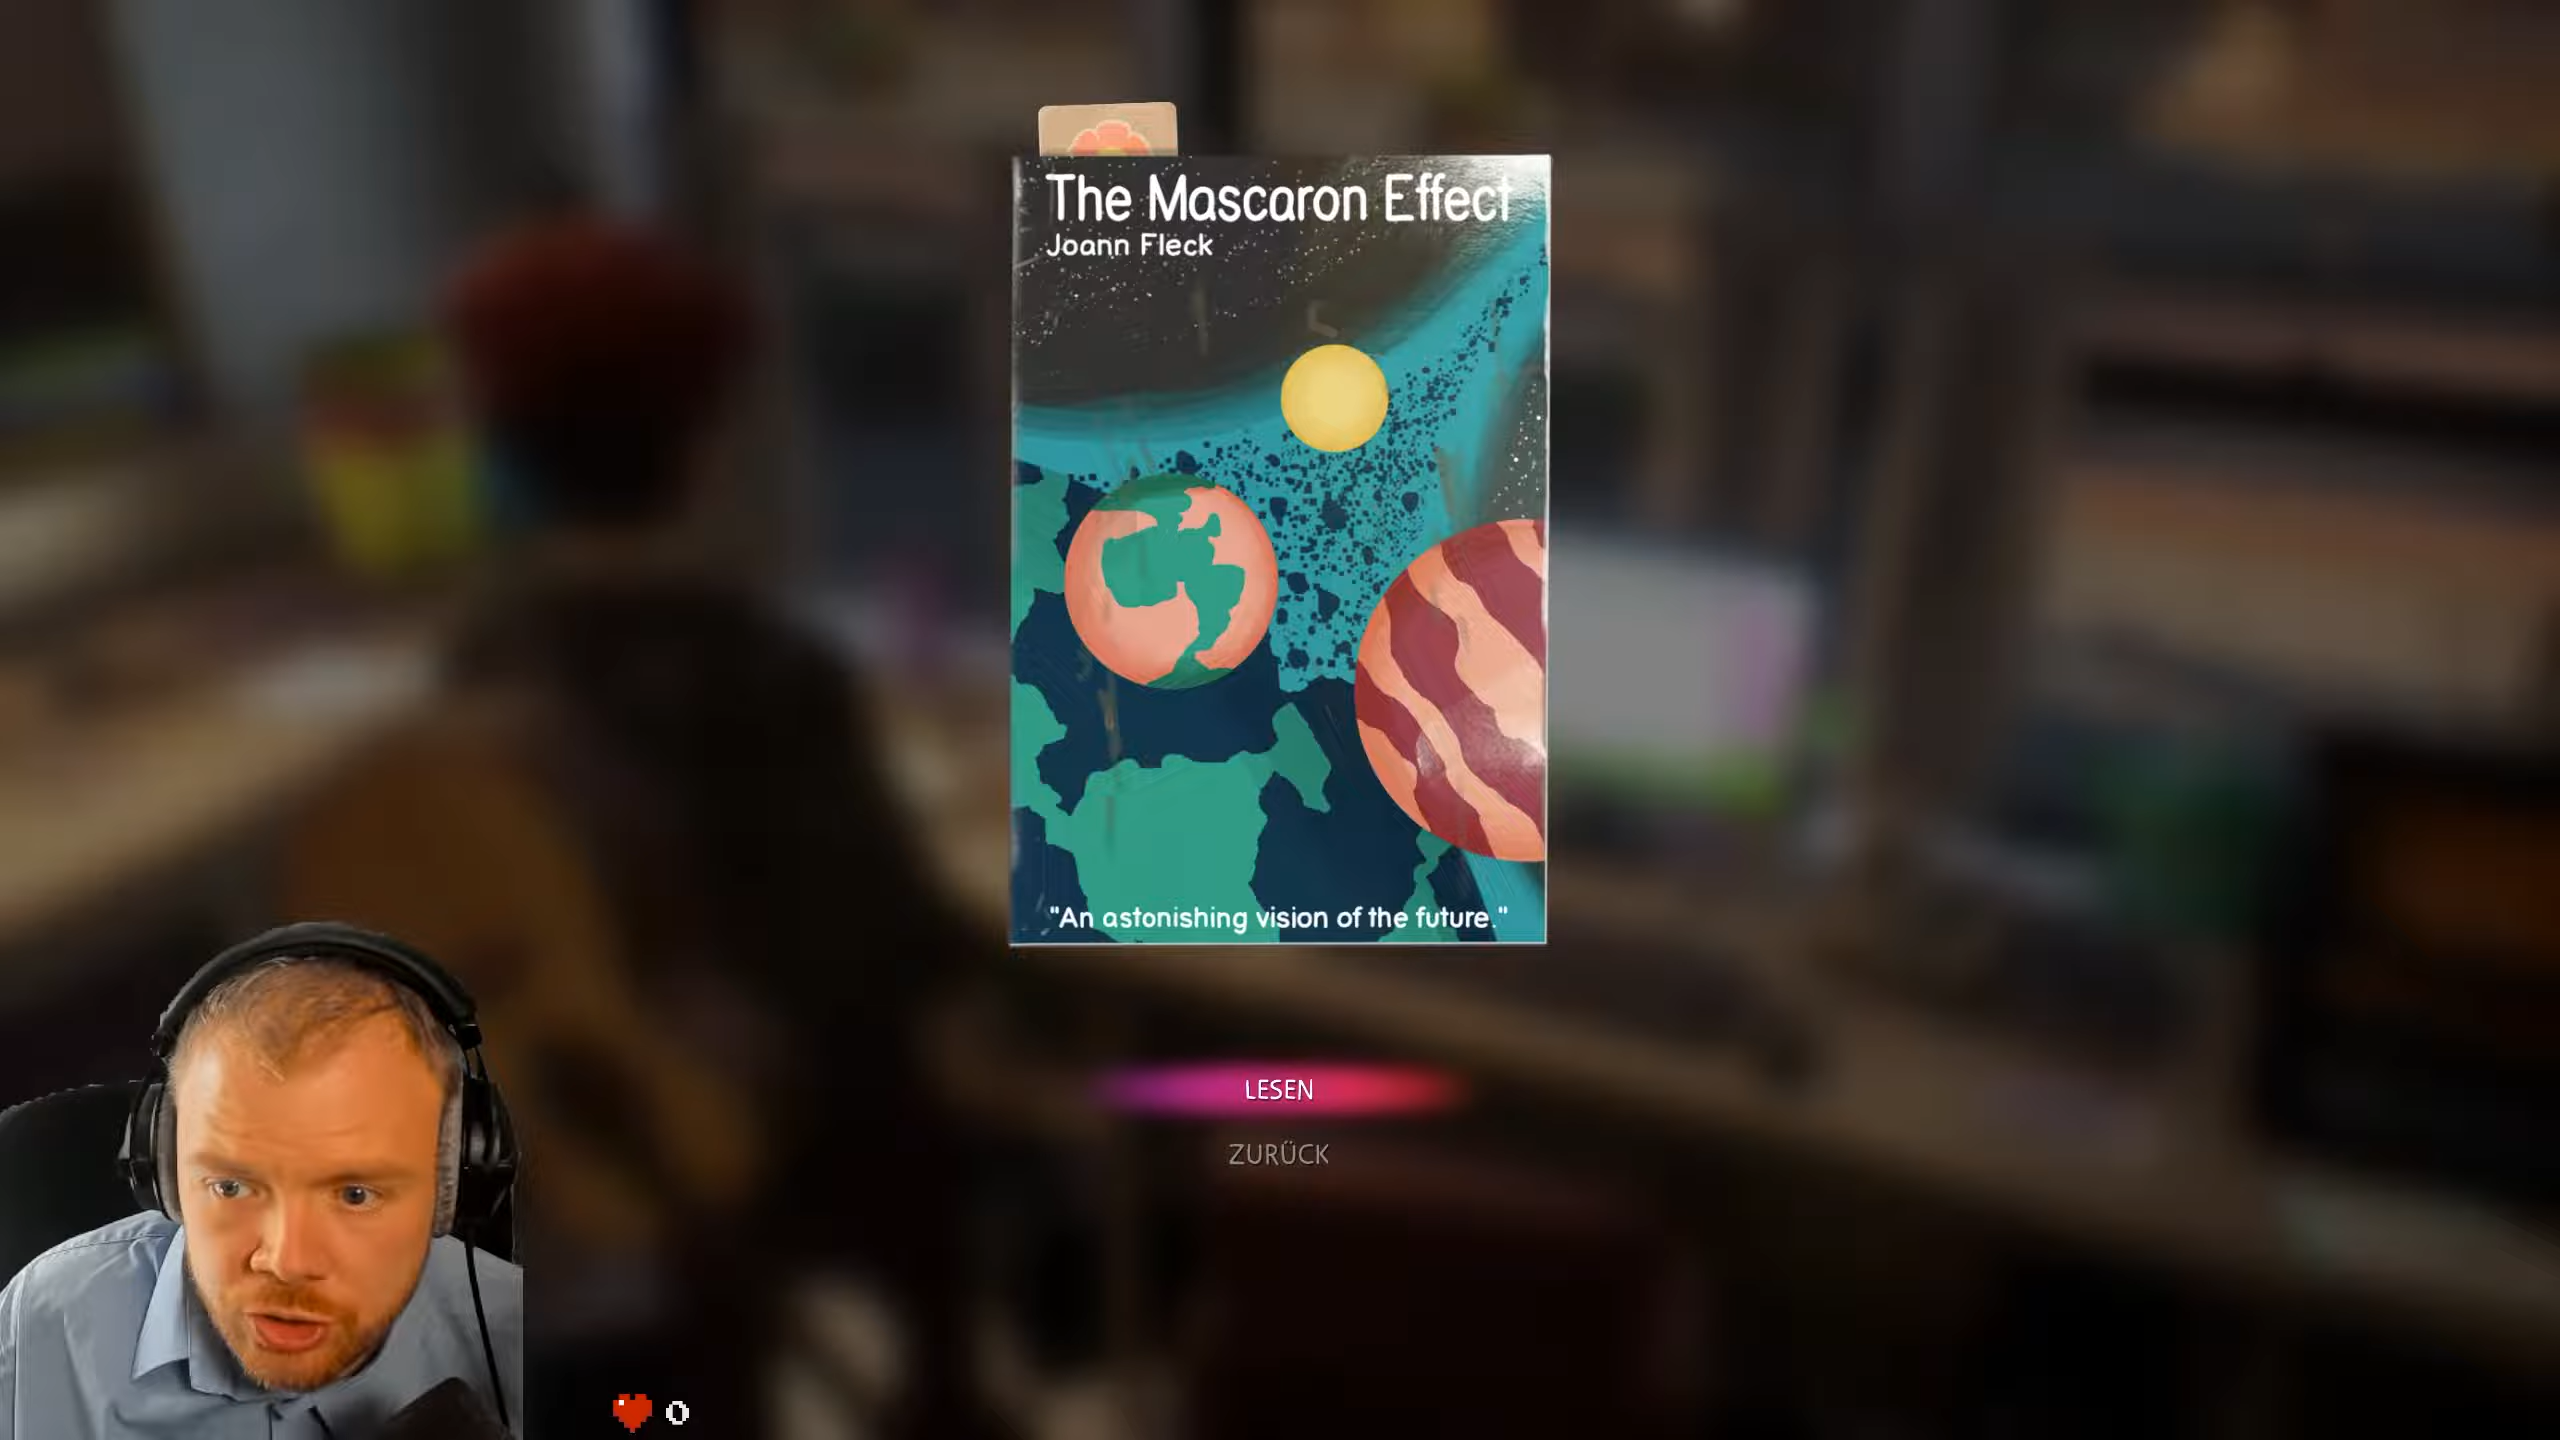 The Mascaron Effect
Joann Fleck
"An astonishing vision of the future."
LESEN
ZURÜCK
0